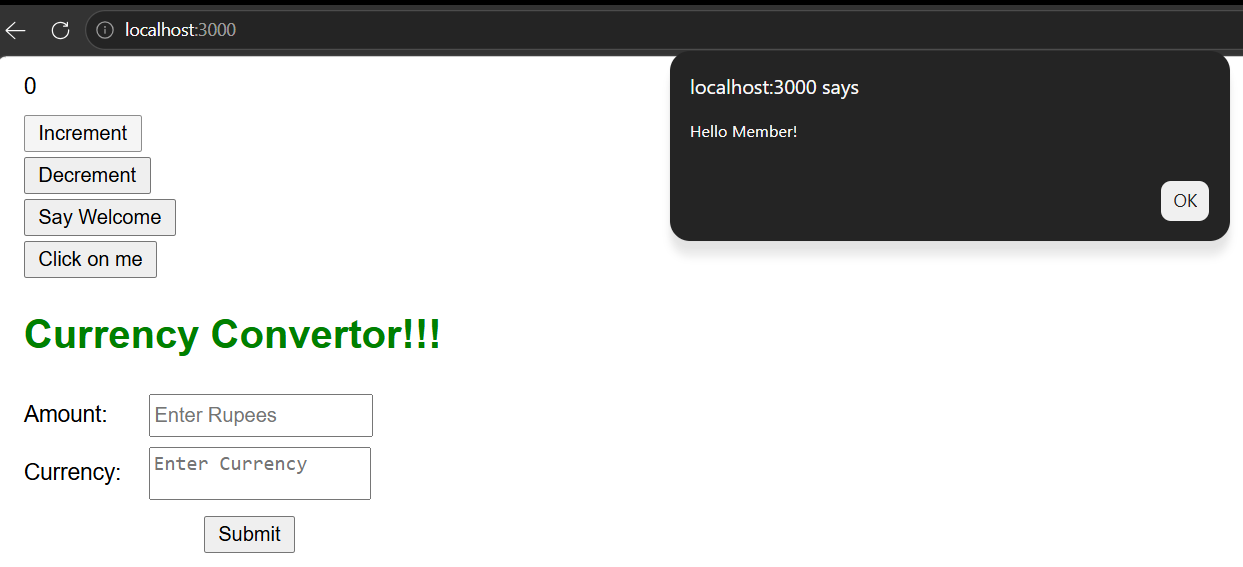 localhost:3000
0
localhost:3000 says
Hello Member!
OK
Increment
Decrement
Say Welcome
Click on me
Currency Convertor!!!
Amount: Enter Rupees
Currency: Enter Currency
Submit